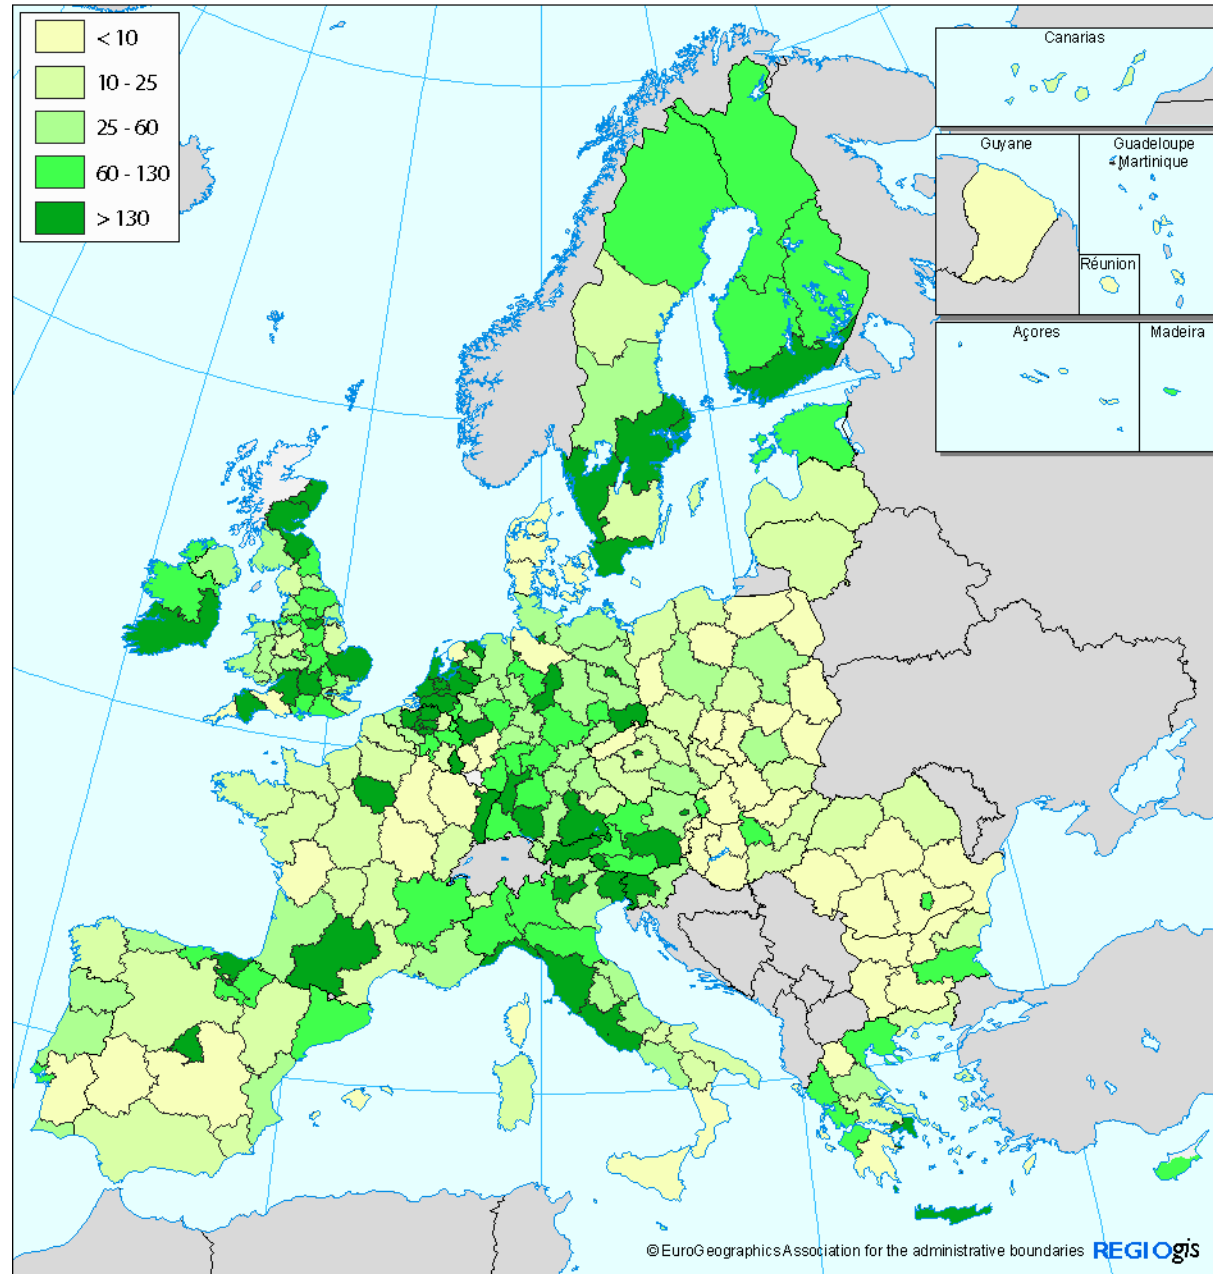 < 10
10 - 25
25 - 60
60 - 130
> 130
Canarias
Guyane
Guadeloupe
Martinique
Réunion
Açores
Madeira
© EuroGeographics Association for the administrative boundaries
REGIOgis